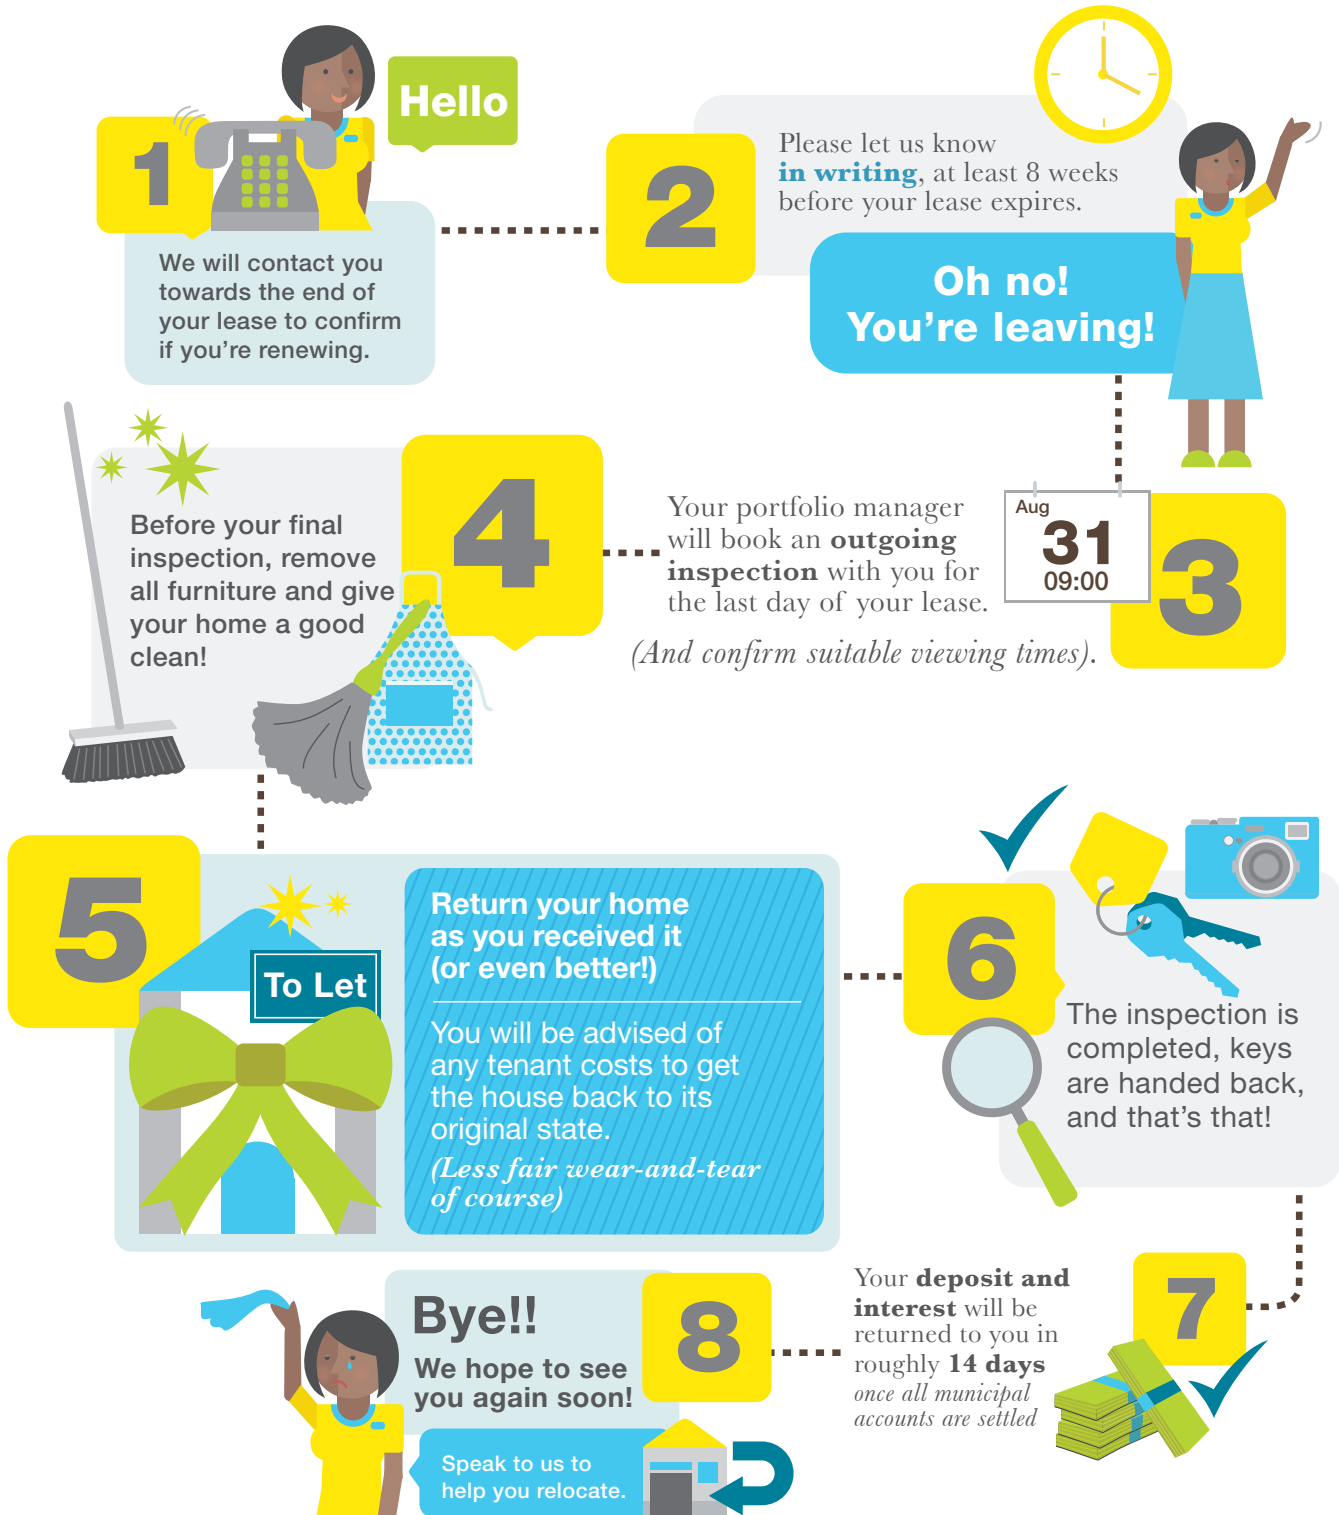 1
Hello
We will contact you
towards the end of
your lease to confirm
if you're renewing.
2
Please let us know
in writing, at least 8 weeks
before your lease expires.
Oh no!
You're leaving!
3
Aug
31
09:00
Your portfolio manager
will book an outgoing
inspection with you for
the last day of your lease.
(And confirm suitable viewing times).
4
Before your final
inspection, remove
all furniture and give
your home a good
clean!
5
To Let
Return your home
as you received it
(or even better!)
You will be advised of
any tenant costs to get
the house back to its
original state.
(Less fair wear-and-tear
of course)
6
The inspection is
completed, keys
are handed back,
and that's that!
7
Your deposit and
interest will be
returned to you in
roughly 14 days
once all municipal
accounts are settled
8
Bye!!
We hope to see
you again soon!
Speak to us to
help you relocate.